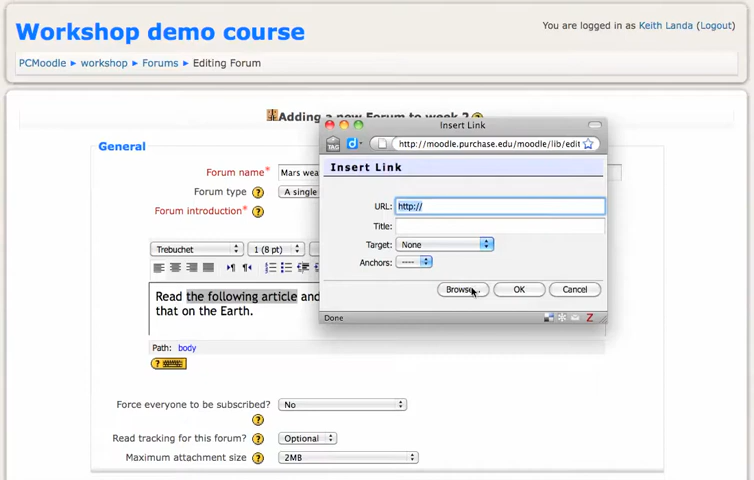 Workshop demo course
You are logged in as Keith Landa (Logout)
PCMoodle ► workshop ► Forums ► Editing Forum
Adding a new Forum to week 2
Insert Link
TAG
http://moodle.purchase.edu/moodle/lib/edit
Insert Link
General
Forum name* Mars wea
Forum type ? A single
Forum introduction* ?
URL: http://
Title:
Target: None
Anchors: ----
Trebuchet 1 (8 pt)
Browse... OK Cancel
Read the following article and
that on the Earth.
Done
Path: body
?
Force everyone to be subscribed? No
?
Read tracking for this forum? ? Optional
Maximum attachment size ? 2MB